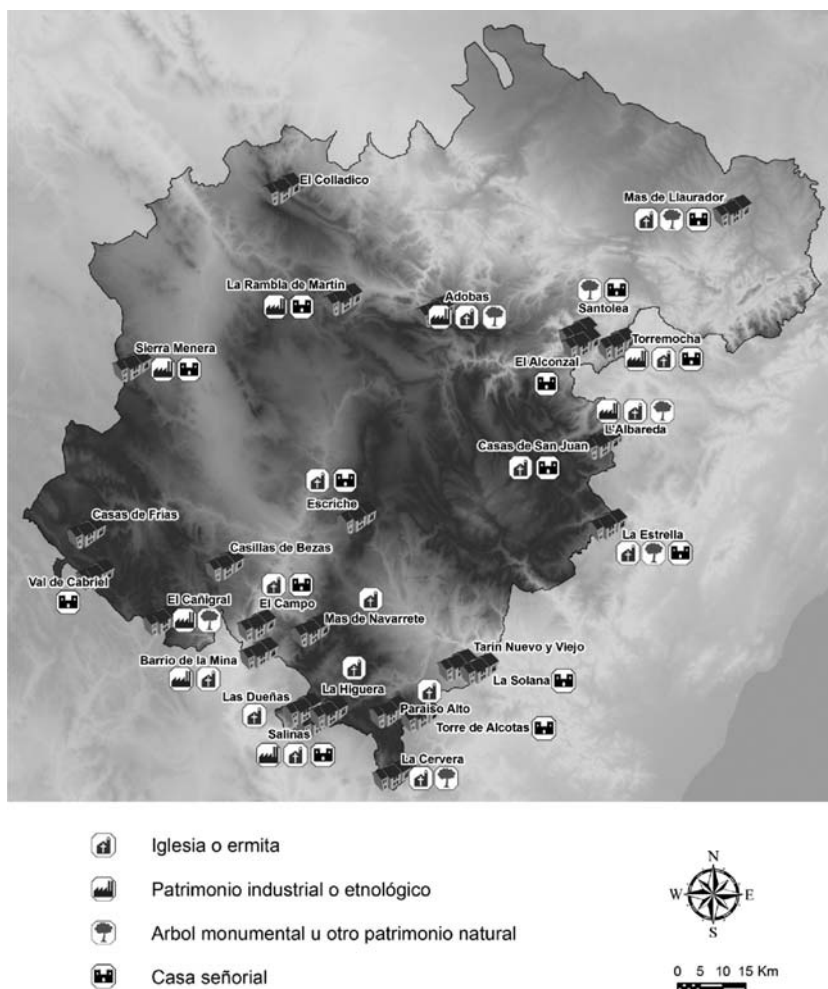 El Colladico
Mas de Llaurador
La Rambla de Martín
Adobas
Santolea
Sierra Menera
Torremocha
El Alconzal
L'Albareda
Casas de San Juan
Escriche
Casas de Frías
La Estrella
Casillas de Bezas
Val de Cabriel
El Cañigral
El Campo
Mas de Navarrete
Tarín Nuevo y Viejo
Barrio de la Mina
La Higuera
La Solana
Las Dueñas
Paraiso Alto
Salinas
Torre de Alcotas
La Cervera
Iglesia o ermita
Patrimonio industrial o etnológico
Arbol monumental u otro patrimonio natural
Casa señorial
N
W E
S
0 5 10 15 Km